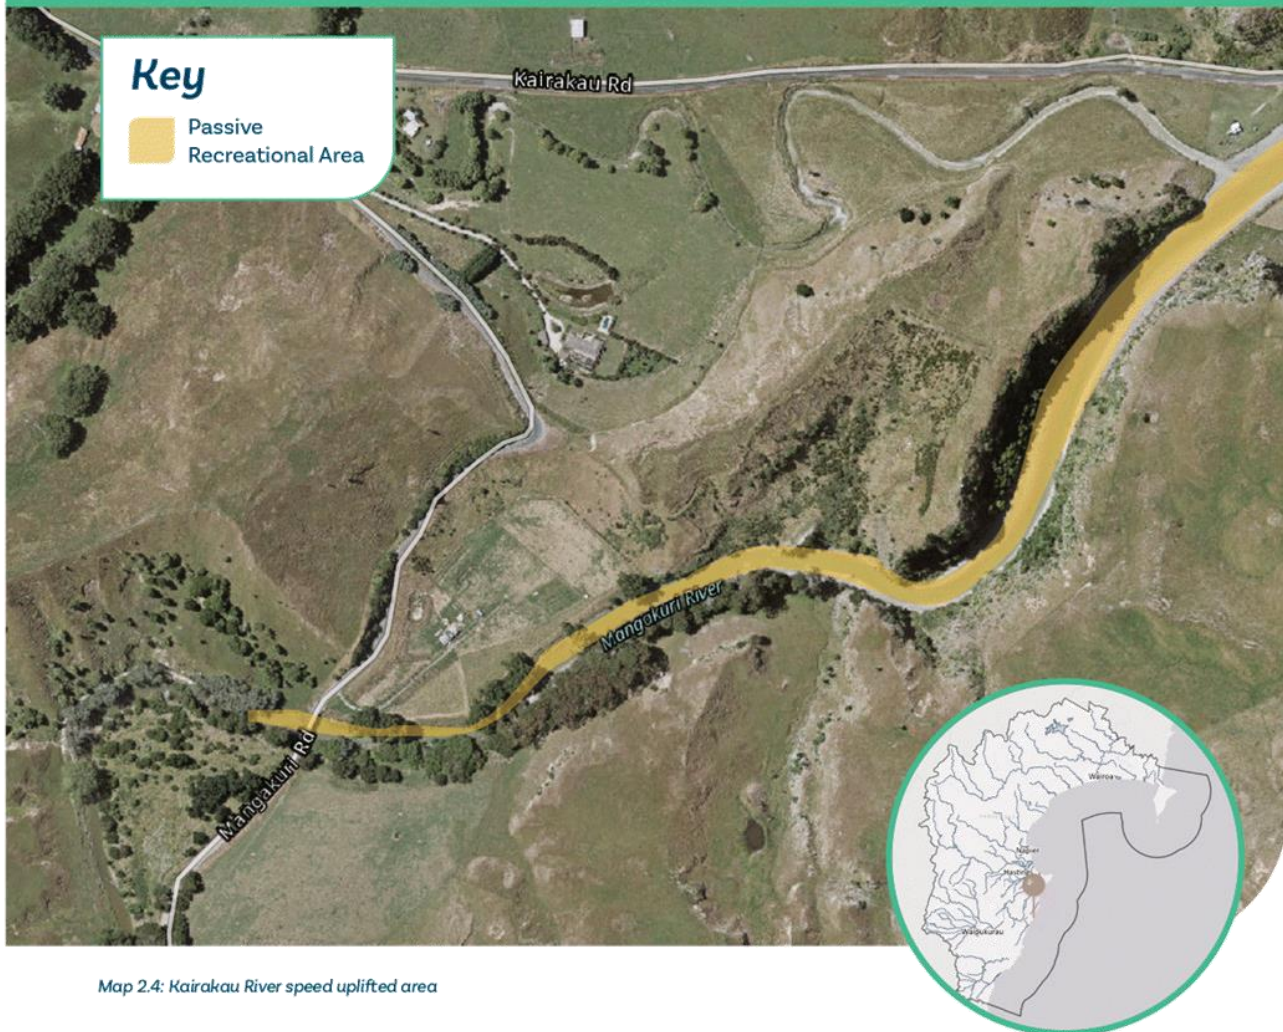 Key
Passive
Recreational Area
Kairakau Rd
Mangakuri River
Mangakuri Rd
Wairoa
Napier
Hastings
Waipukurau
Map 2.4: Kairakau River speed uplifted area